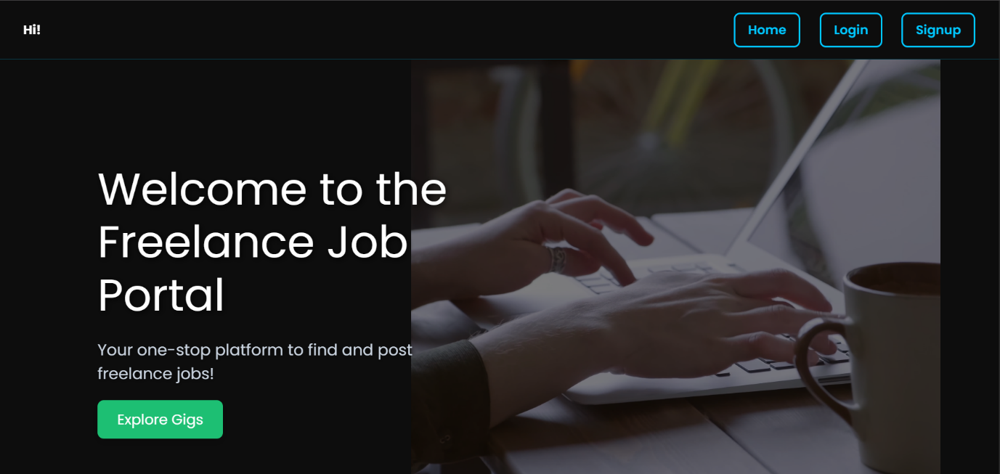 Hi!
Home Login Signup
Welcome to the
Freelance Job
Portal
Your one-stop platform to find and post
freelance jobs!
Explore Gigs